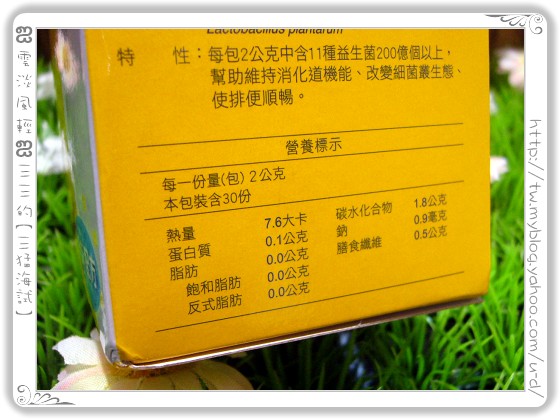 Lactobacillus plantarum
特　性：每包2公克中含11種益生菌200億個以上，
幫助維持消化道機能、改變細菌叢生態、
使排便順暢。
營養標示
每一份量(包) 2公克
本包裝含30份
熱量 7.6大卡
蛋白質 0.1公克
脂肪 0.0公克
飽和脂肪 0.0公克
反式脂肪 0.0公克
碳水化合物 1.8公克
鈉 0.9毫克
膳食纖維 0.5公克
雲淡風輕
三三三約【三猛海試】
http://tw.myblog.yahoo.com/u-d/